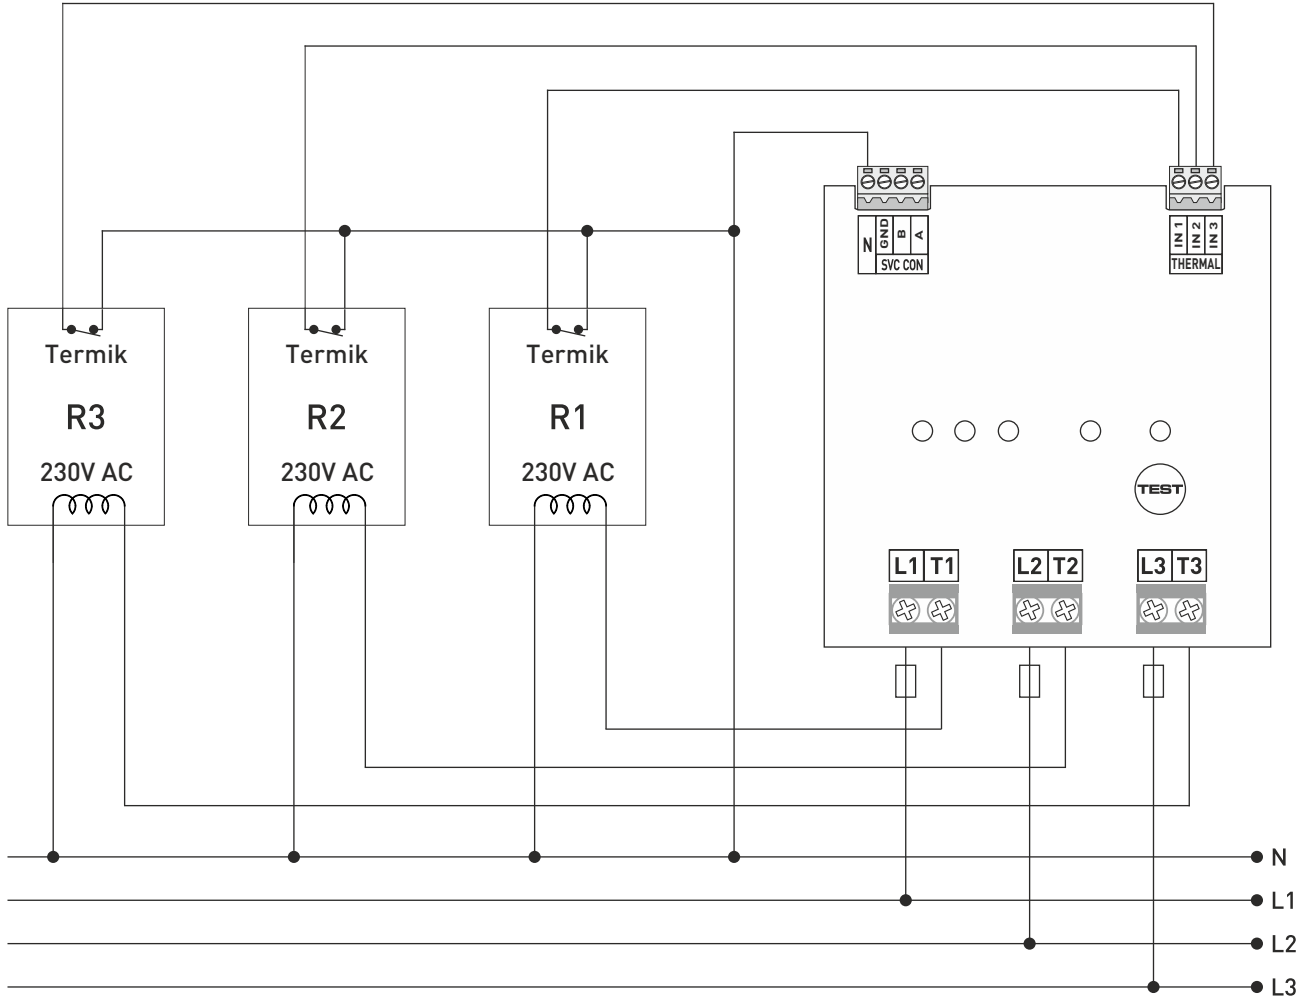 N
GND
B
A
SVC CON
IN 1
IN 2
IN 3
THERMAL
Termik
R3
230V AC
Termik
R2
230V AC
Termik
R1
230V AC
TEST
L1 T1
L2 T2
L3 T3
N
L1
L2
L3